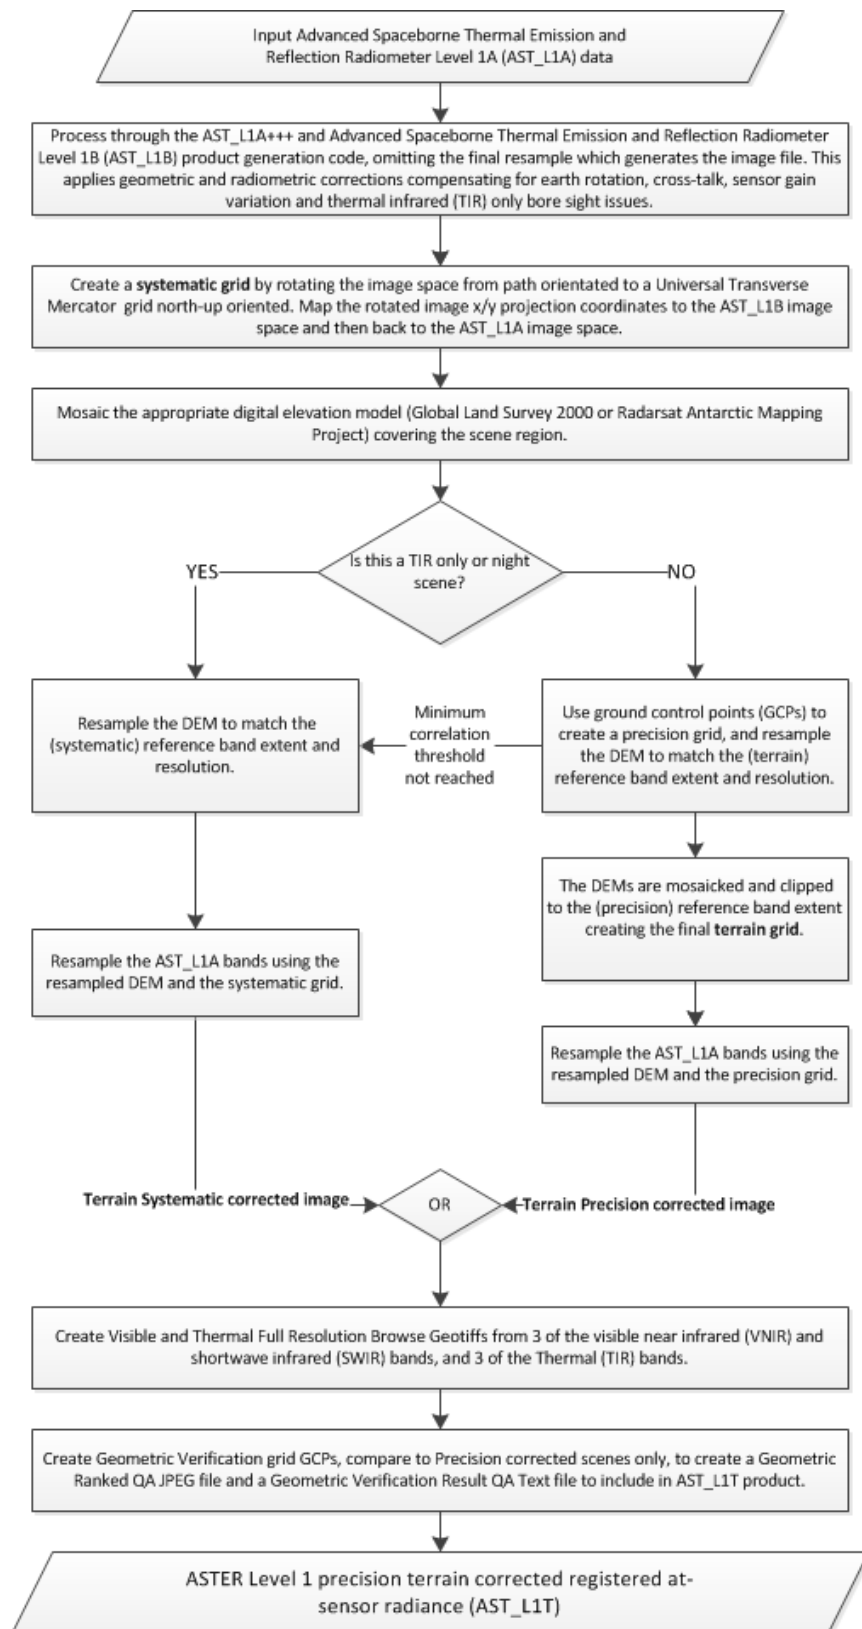 Input Advanced Spaceborne Thermal Emission and
Reflection Radiometer Level 1A (AST_L1A) data
Process through the AST_L1A+++ and Advanced Spaceborne Thermal Emission and Reflection Radiometer
Level 1B (AST_L1B) product generation code, omitting the final resample which generates the image file. This
applies geometric and radiometric corrections compensating for earth rotation, cross-talk, sensor gain
variation and thermal infrared (TIR) only bore sight issues.
Create a systematic grid by rotating the image space from path orientated to a Universal Transverse
Mercator grid north-up oriented. Map the rotated image x/y projection coordinates to the AST_L1B image
space and then back to the AST_L1A image space.
Mosaic the appropriate digital elevation model (Global Land Survey 2000 or Radarsat Antarctic Mapping
Project) covering the scene region.
Is this a TIR only or night
scene?
YES
NO
Resample the DEM to match the
(systematic) reference band extent and
resolution.
Minimum
correlation
threshold
not reached
Use ground control points (GCPs) to
create a precision grid, and resample
the DEM to match the (terrain)
reference band extent and resolution.
The DEMs are mosaicked and clipped
to the (precision) reference band extent
creating the final terrain grid.
Resample the AST_L1A bands using the
resampled DEM and the systematic grid.
Resample the AST_L1A bands using the
resampled DEM and the precision grid.
Terrain Systematic corrected image
OR
Terrain Precision corrected image
Create Visible and Thermal Full Resolution Browse Geotiffs from 3 of the visible near infrared (VNIR) and
shortwave infrared (SWIR) bands, and 3 of the Thermal (TIR) bands.
Create Geometric Verification grid GCPs, compare to Precision corrected scenes only, to create a Geometric
Ranked QA JPEG file and a Geometric Verification Result QA Text file to include in AST_L1T product.
ASTER Level 1 precision terrain corrected registered at-
sensor radiance (AST_L1T)